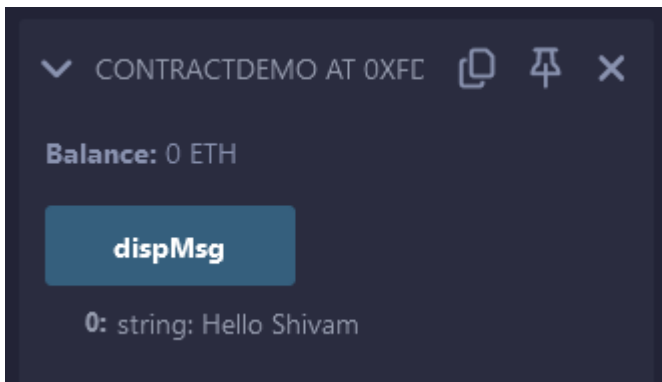 CONTRACTDEMO AT 0XFD
Balance: 0 ETH
dispMsg
0: string: Hello Shivam